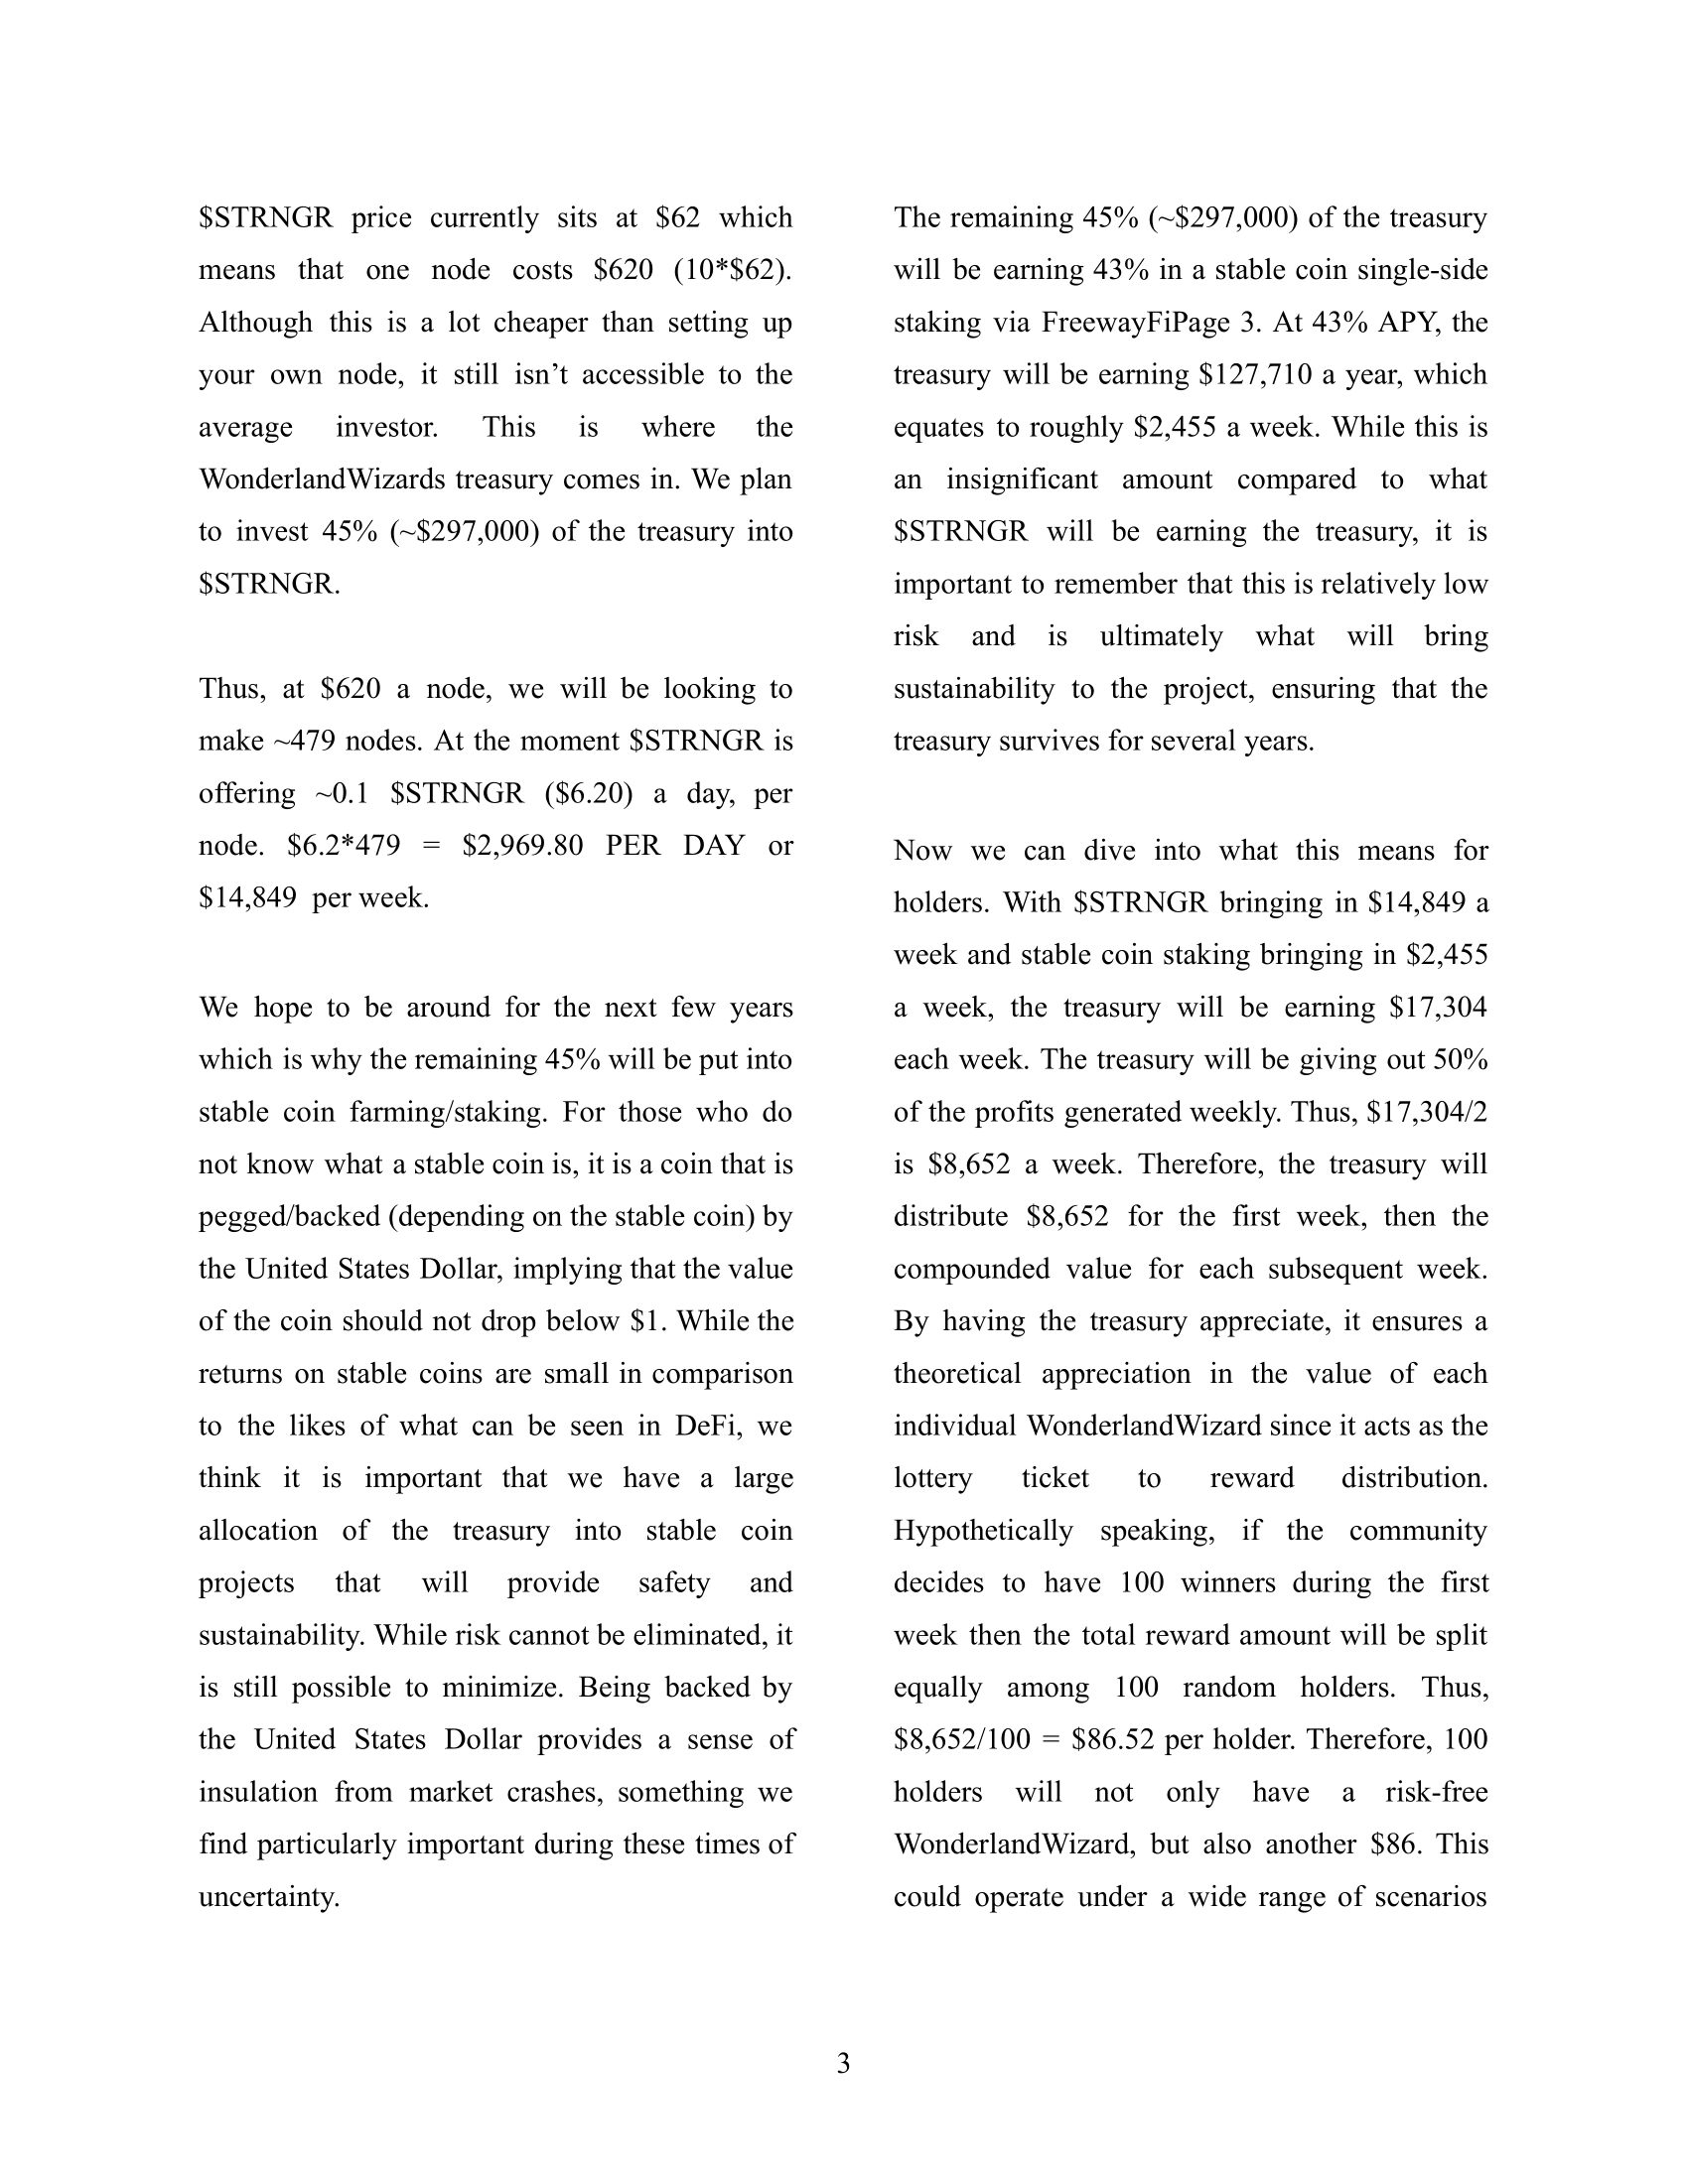 $STRNGR price currently sits at $62 which
means that one node costs $620 (10*$62).
Although this is a lot cheaper than setting up
your own node, it still isn’t accessible to the
average investor. This is where the
WonderlandWizards treasury comes in. We plan
to invest 45% (~$297,000) of the treasury into
$STRNGR.
Thus, at $620 a node, we will be looking to
make ~479 nodes. At the moment $STRNGR is
offering ~0.1 $STRNGR ($6.20) a day, per
node. $6.2*479 = $2,969.80 PER DAY or
$14,849 per week.
We hope to be around for the next few years
which is why the remaining 45% will be put into
stable coin farming/staking. For those who do
not know what a stable coin is, it is a coin that is
pegged/backed (depending on the stable coin) by
the United States Dollar, implying that the value
of the coin should not drop below $1. While the
returns on stable coins are small in comparison
to the likes of what can be seen in DeFi, we
think it is important that we have a large
allocation of the treasury into stable coin
projects that will provide safety and
sustainability. While risk cannot be eliminated, it
is still possible to minimize. Being backed by
the United States Dollar provides a sense of
insulation from market crashes, something we
find particularly important during these times of
uncertainty.
The remaining 45% (~$297,000) of the treasury
will be earning 43% in a stable coin single-side
staking via FreewayFiPage 3. At 43% APY, the
treasury will be earning $127,710 a year, which
equates to roughly $2,455 a week. While this is
an insignificant amount compared to what
$STRNGR will be earning the treasury, it is
important to remember that this is relatively low
risk and is ultimately what will bring
sustainability to the project, ensuring that the
treasury survives for several years.
Now we can dive into what this means for
holders. With $STRNGR bringing in $14,849 a
week and stable coin staking bringing in $2,455
a week, the treasury will be earning $17,304
each week. The treasury will be giving out 50%
of the profits generated weekly. Thus, $17,304/2
is $8,652 a week. Therefore, the treasury will
distribute $8,652 for the first week, then the
compounded value for each subsequent week.
By having the treasury appreciate, it ensures a
theoretical appreciation in the value of each
individual WonderlandWizard since it acts as the
lottery ticket to reward distribution.
Hypothetically speaking, if the community
decides to have 100 winners during the first
week then the total reward amount will be split
equally among 100 random holders. Thus,
$8,652/100 = $86.52 per holder. Therefore, 100
holders will not only have a risk-free
WonderlandWizard, but also another $86. This
could operate under a wide range of scenarios
3